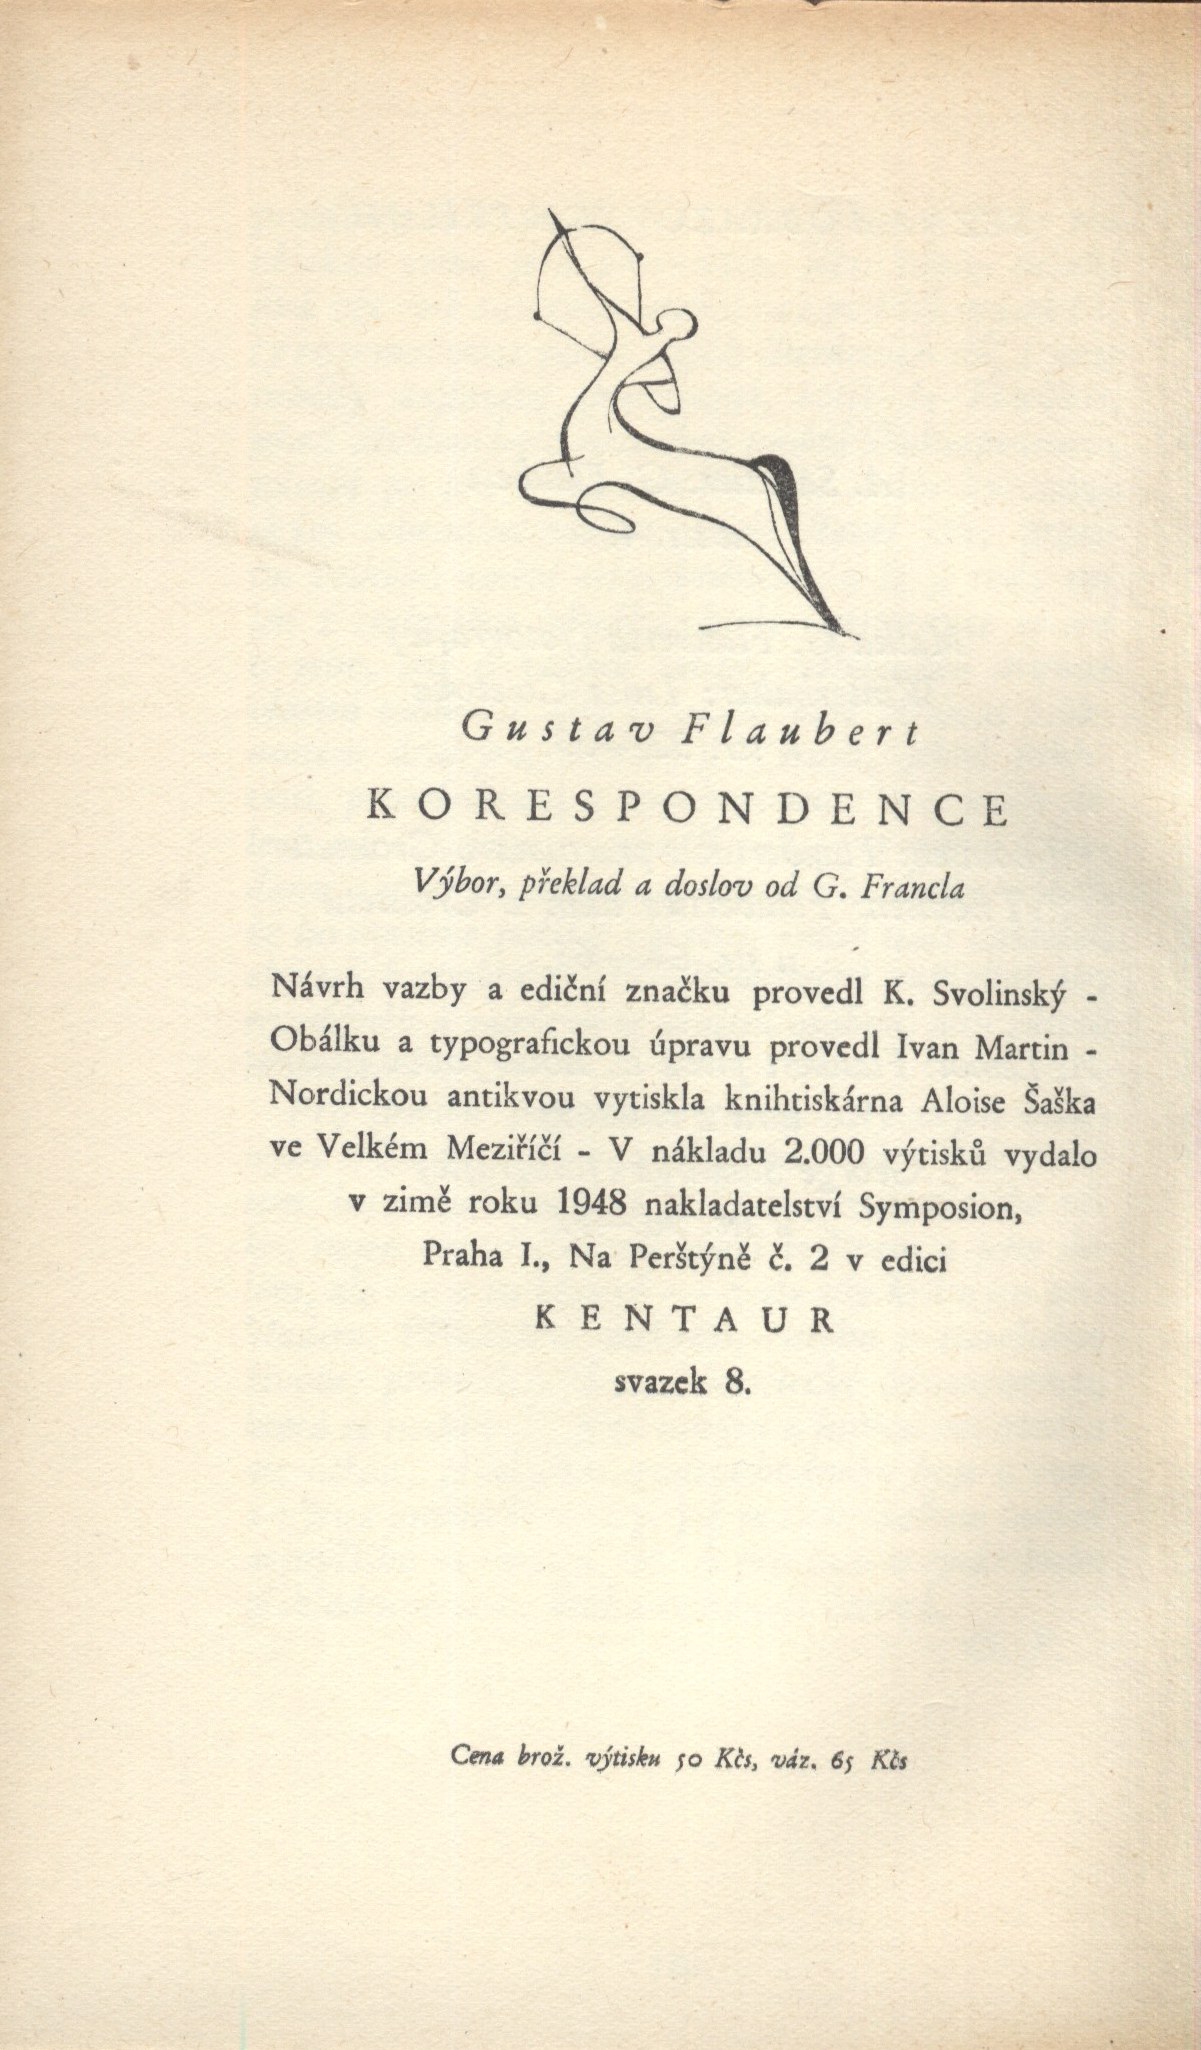 Gustav Flaubert
KORESPONDENCE
Výbor, překlad a doslov od G. Francla
Návrh vazby a ediční značku provedl K. Svolinský -
Obálku a typografickou úpravu provedl Ivan Martin -
Nordickou antikvou vytiskla knihtiskárna Aloise Šaška
ve Velkém Meziříčí - V nákladu 2.000 výtisků vydalo
v zimě roku 1948 nakladatelství Symposion,
Praha I., Na Perštýně č. 2 v edici
KENTAUR
svazek 8.
Cena brož. výtisku 50 Kčs, váz. 65 Kčs